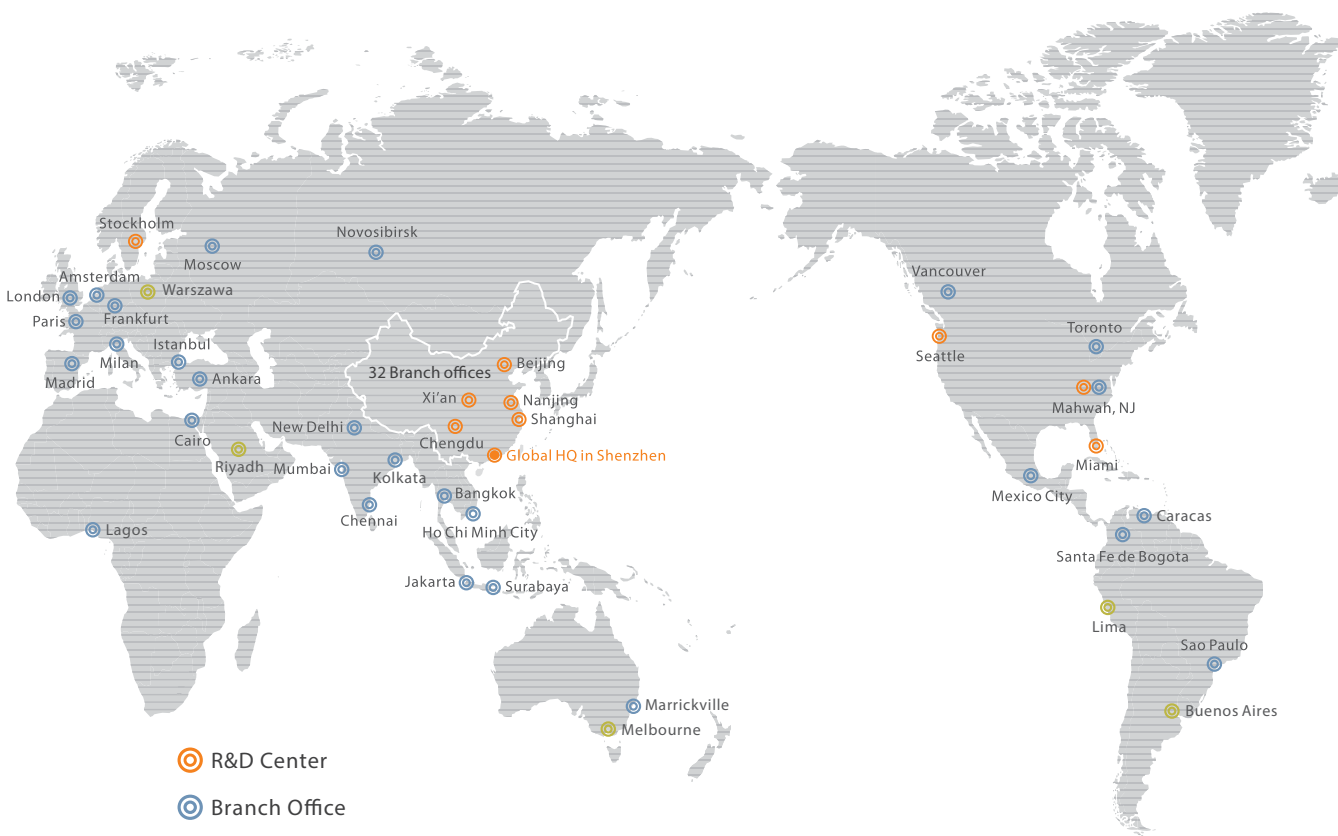 Stockholm
Novosibirsk
Moscow
Amsterdam
Warszawa
London
Frankfurt
Paris
Istanbul
Milan
Madrid
Ankara
Vancouver
Toronto
Seattle
Beijing
32 Branch offices
Xi’an
Nanjing
Shanghai
Chengdu
Global HQ in Shenzhen
Mahwah, NJ
Miami
Mexico City
New Delhi
Cairo
Riyadh
Mumbai
Kolkata
Chennai
Bangkok
Ho Chi Minh City
Lagos
Jakarta
Surabaya
Caracas
Santa Fe de Bogota
Lima
Sao Paulo
Marrickville
Melbourne
Buenos Aires
R&D Center
Branch Office